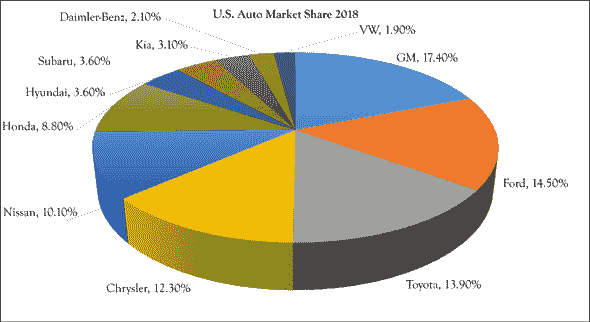 U.S. Auto Market Share 2018
GM, 17.40%
Ford, 14.50%
Toyota, 13.90%
Chrysler, 12.30%
Nissan, 10.10%
Honda, 8.80%
Hyundai, 3.60%
Subaru, 3.60%
Kia, 3.10%
Daimler-Benz, 2.10%
VW, 1.90%